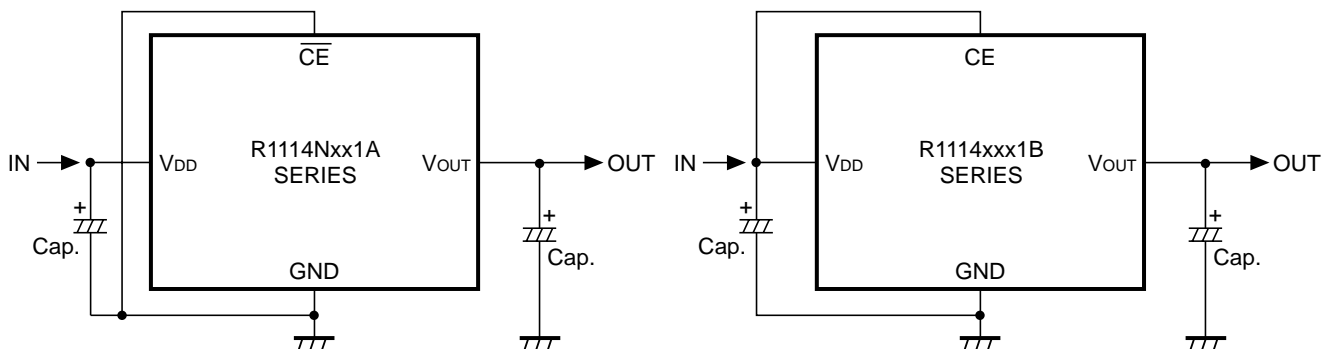 CE
IN
VDD
R1114Nxx1A
SERIES
VOUT
OUT
+
Cap.
+
Cap.
GND
CE
IN
VDD
R1114xxx1B
SERIES
VOUT
OUT
+
Cap.
+
Cap.
GND